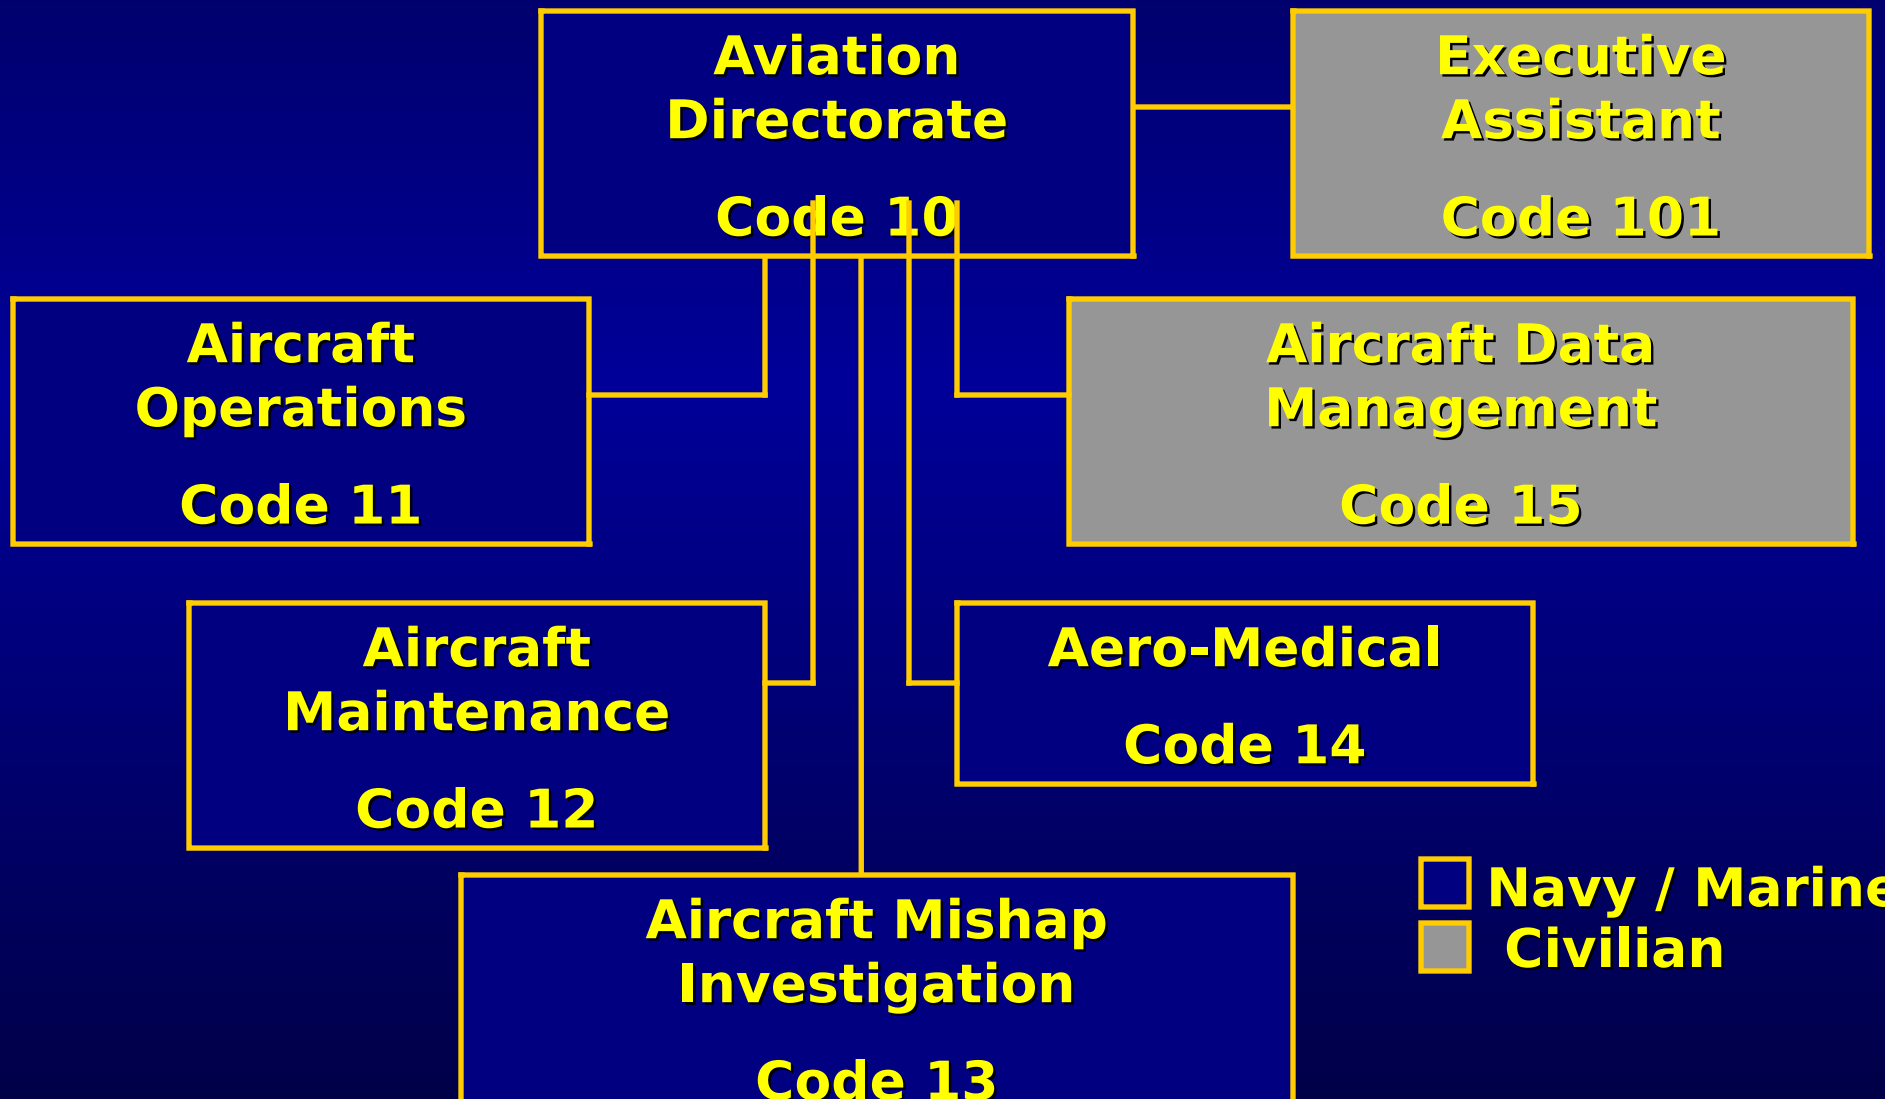 Aviation
Directorate
Code 10
Executive
Assistant
Code 101
Aircraft
Operations
Code 11
Aircraft Data
Management
Code 15
Aircraft
Maintenance
Code 12
Aero-Medical
Code 14
Aircraft Mishap
Investigation
Code 13
Navy / Marine
Civilian